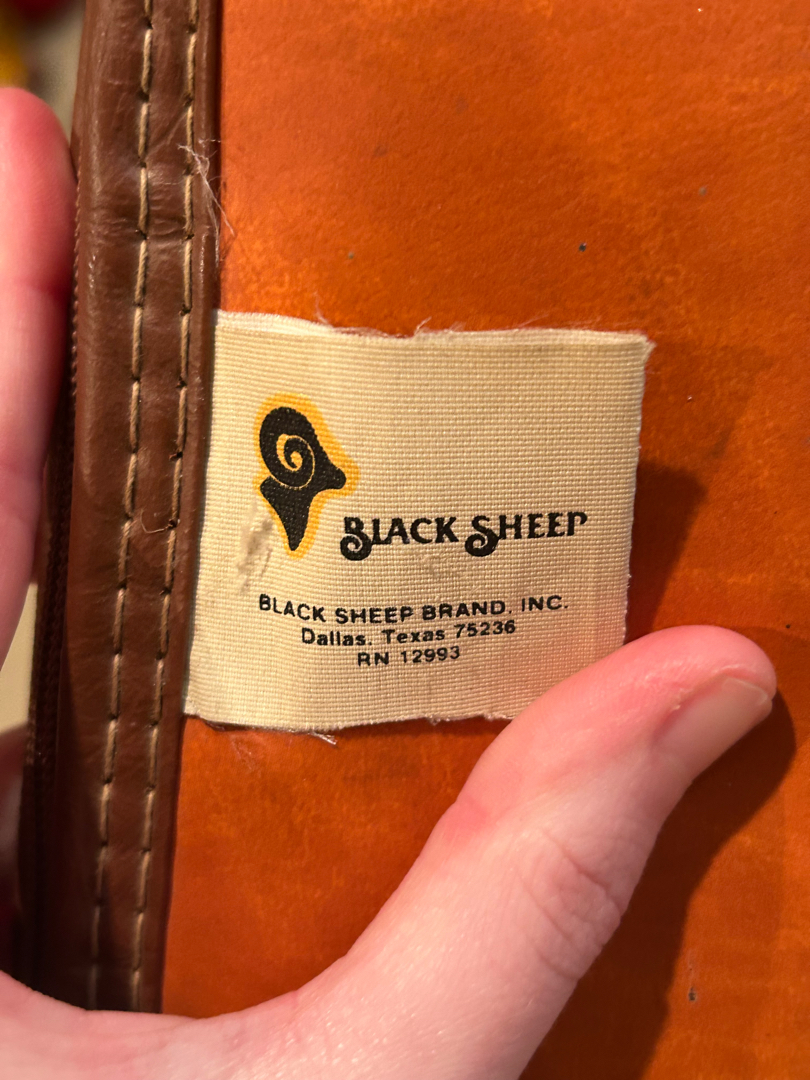 BLACK SHEEP
BLACK SHEEP BRAND, INC.
Dallas, Texas 75236
RN 12993